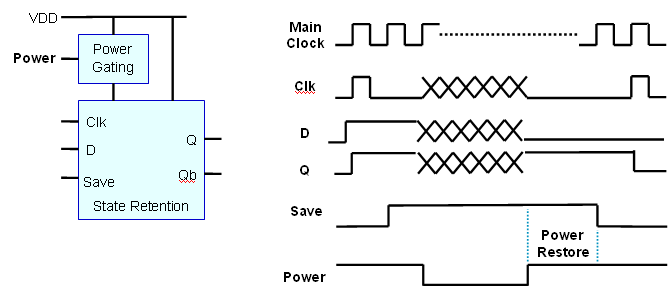 VDD
Power
Power
Gating
Clk
D
Save
Q
Qb
State Retention
Main
Clock
Clk
D
Q
Save
Power
Restore
Power